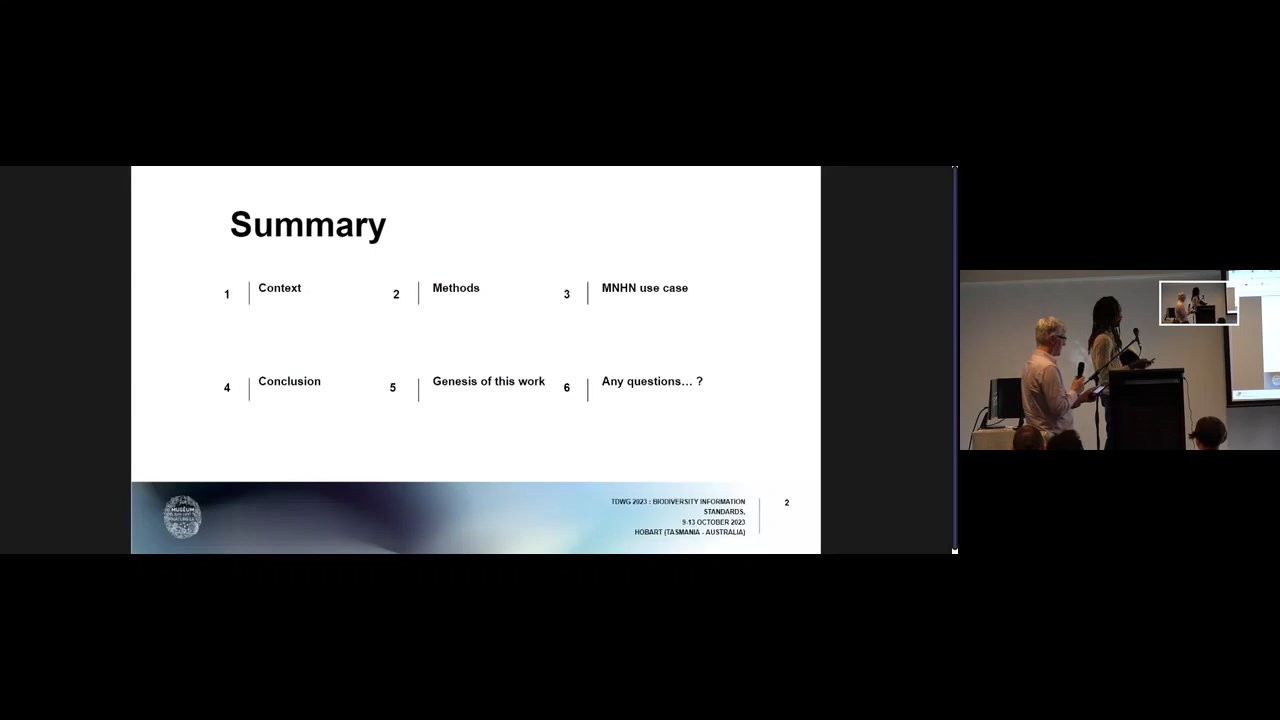 Summary
1 Context
2 Methods
3 MNHN use case
4 Conclusion
5 Genesis of this work
6 Any questions… ?
MUSÉUM
TDWG 2023 : BIODIVERSITY INFORMATION
STANDARDS,
9-13 OCTOBER 2023
HOBART (TASMANIA - AUSTRALIA)
2